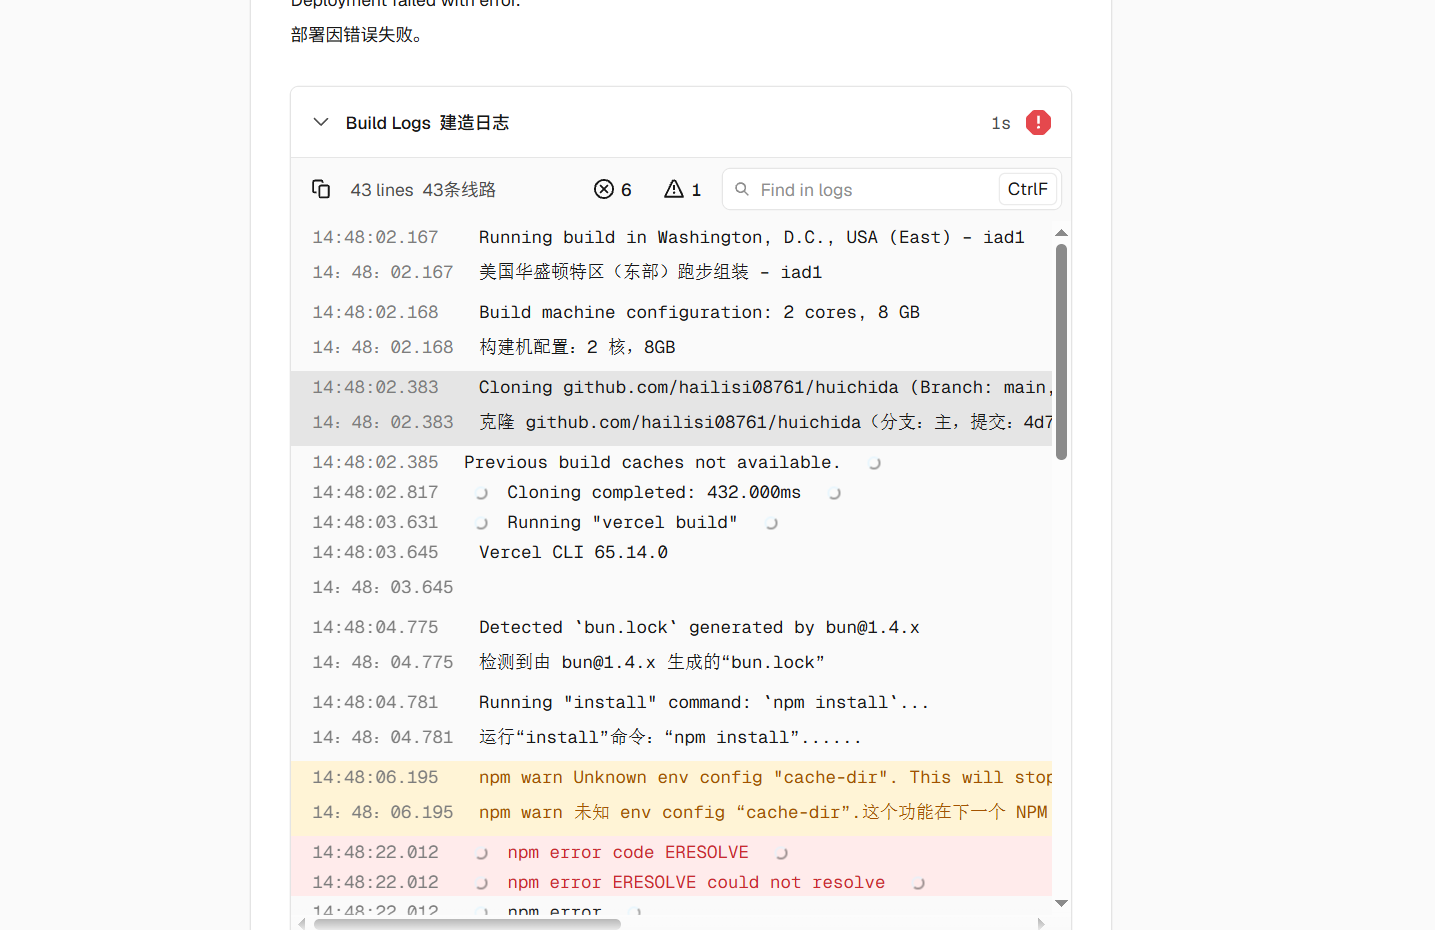 Deployment failed with error.
部署因错误失败。
Build Logs 建造日志 1s
43 lines 43条线路 6 1 Find in logs CtrlF
14:48:02.167 Running build in Washington, D.C., USA (East) – iad1
14: 48: 02.167 美国华盛顿特区（东部）跑步组装 – iad1
14:48:02.168 Build machine configuration: 2 cores, 8 GB
14: 48: 02.168 构建机配置：2 核，8GB
14:48:02.383 Cloning github.com/hailisi08761/huichida (Branch: main,
14: 48: 02.383 克隆 github.com/hailisi08761/huichida（分支：主，提交：4d7
14:48:02.385 Previous build caches not available.
14:48:02.817 Cloning completed: 432.000ms
14:48:03.631 Running "vercel build"
14:48:03.645 Vercel CLI 65.14.0
14: 48: 03.645
14:48:04.775 Detected `bun.lock` generated by bun@1.4.x
14: 48: 04.775 检测到由 bun@1.4.x 生成的“bun.lock”
14:48:04.781 Running "install" command: `npm install`...
14: 48: 04.781 运行“install”命令：“npm install”......
14:48:06.195 npm warn Unknown env config "cache-dir". This will stop
14: 48: 06.195 npm warn 未知 env config “cache-dir”.这个功能在下一个 NPM
14:48:22.012 npm error code ERESOLVE
14:48:22.012 npm error ERESOLVE could not resolve
14:48:22.012 npm error